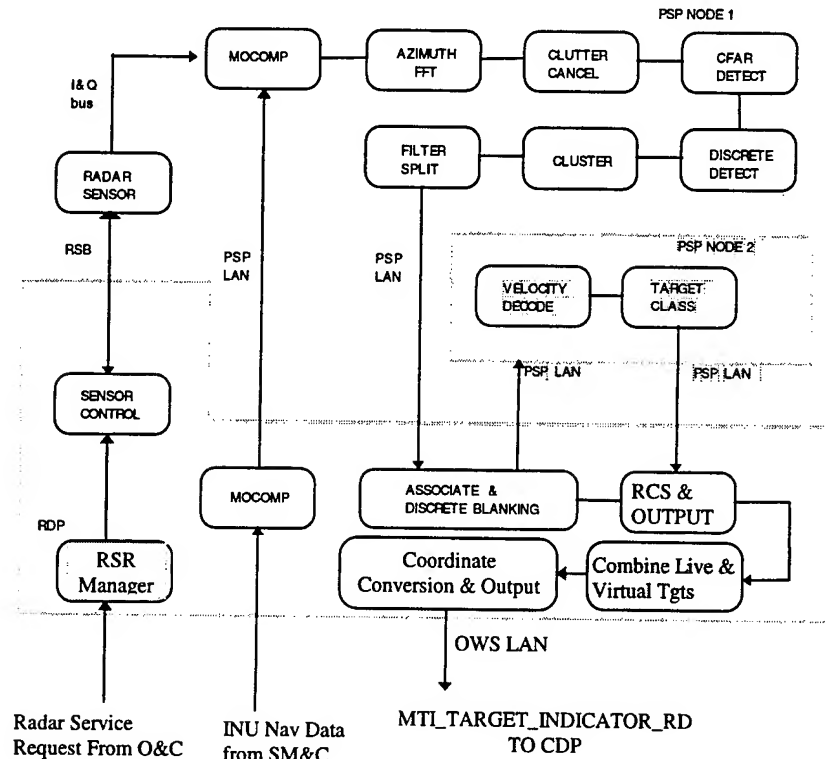 PSP NODE 1
I & Q
bus
MOCOMP
AZIMUTH
FFT
CLUTTER
CANCEL
CFAR
DETECT
FILTER
SPLIT
CLUSTER
DISCRETE
DETECT
RADAR
SENSOR
RSB
PSP
LAN
PSP
LAN
PSP NODE 2
VELOCITY
DECODE
TARGET
CLASS
PSP LAN
PSP LAN
SENSOR
CONTROL
RDP
MOCOMP
ASSOCIATE &
DISCRETE BLANKING
RCS &
OUTPUT
RSR
Manager
Coordinate
Conversion & Output
Combine Live &
Virtual Tgts
OWS LAN
Radar Service
Request From O&C
INU Nav Data
from SM&C
MTI_TARGET_INDICATOR_RD
TO CDP